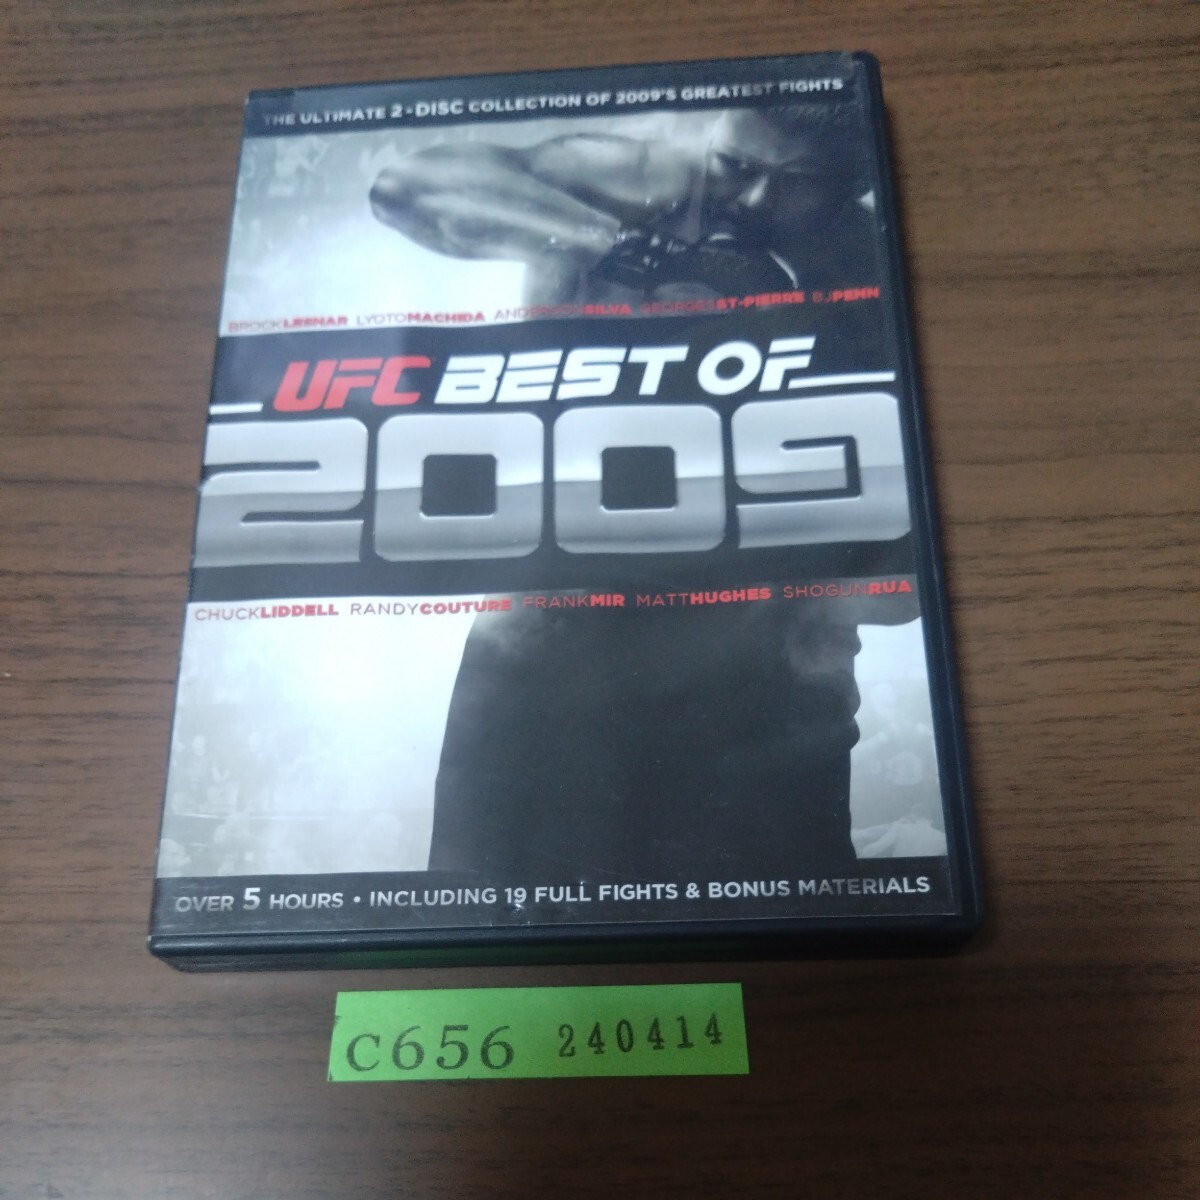 THE ULTIMATE 2-DISC COLLECTION OF 2009'S GREATEST FIGHTS
BROCKLESNAR LYOTOMACHIDA ANDERSONSILVA GEORGESST-PIERRE BJPENN
UFC BEST OF
2009
CHUCKLIDDELL RANDYCOUTURE FRANKMIR MATTHUGHES SHOGUNRUA
OVER 5 HOURS • INCLUDING 19 FULL FIGHTS & BONUS MATERIALS
C656 240414